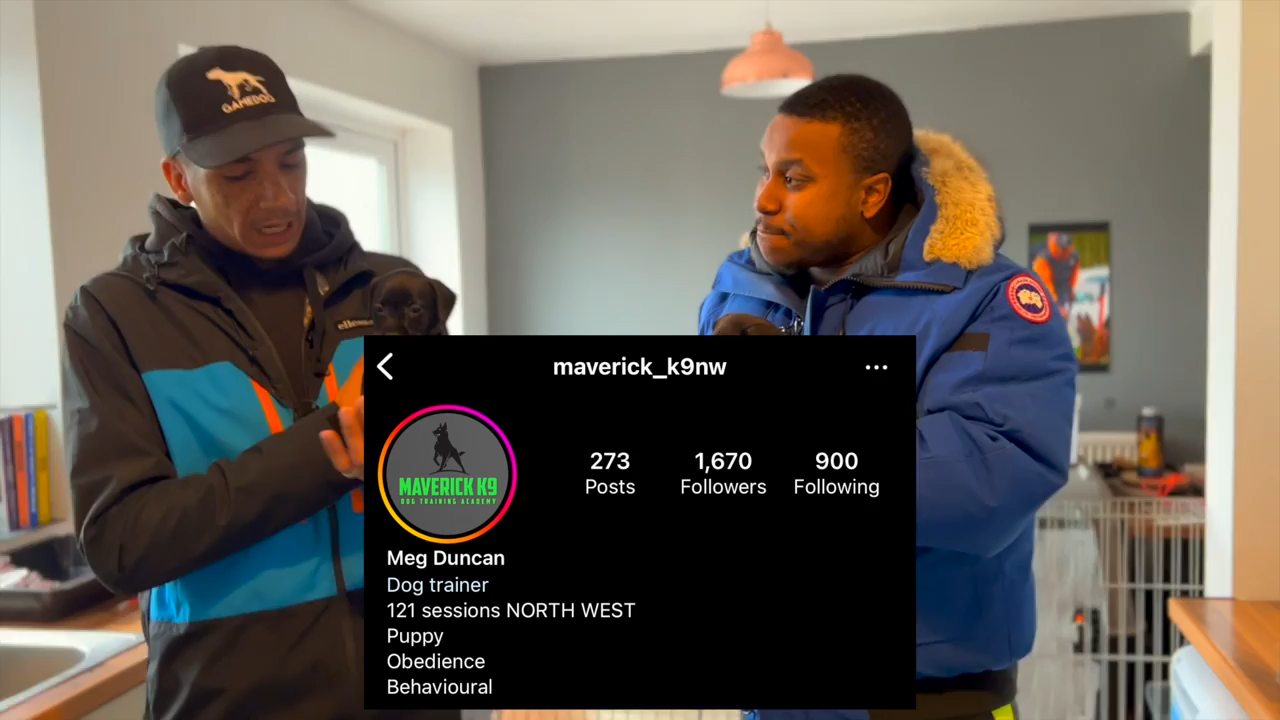 GAMEDOG
ellesse
maverick_k9nw
273
Posts
1,670
Followers
900
Following
MAVERICK K9
DOG TRAINING ACADEMY
Meg Duncan
Dog trainer
121 sessions NORTH WEST
Puppy
Obedience
Behavioural